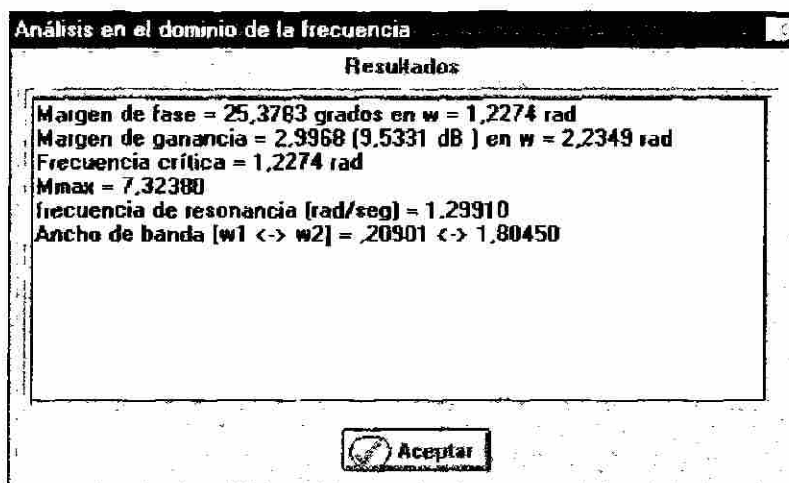 Análisis en el dominio de la frecuencia
Resultados
Margen de fase = 25,3783 grados en w = 1,2274 rad
Margen de ganancia = 2,9968 (9,5331 dB ) en w = 2,2349 rad
Frecuencia crítica = 1,2274 rad
Mmax = 7,32380
frecuencia de resonancia (rad/seg) = 1.29910
Ancho de banda [w1 <-> w2] = ,20901 <-> 1,80450
Aceptar